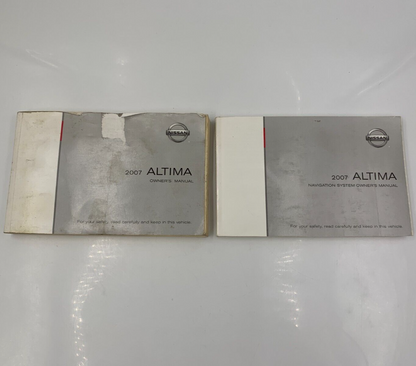 NISSAN
2007 ALTIMA
OWNER'S MANUAL
For your safety, read carefully and keep in this vehicle.
NISSAN
2007 ALTIMA
NAVIGATION SYSTEM OWNER'S MANUAL
For your safety, read carefully and keep in this vehicle.